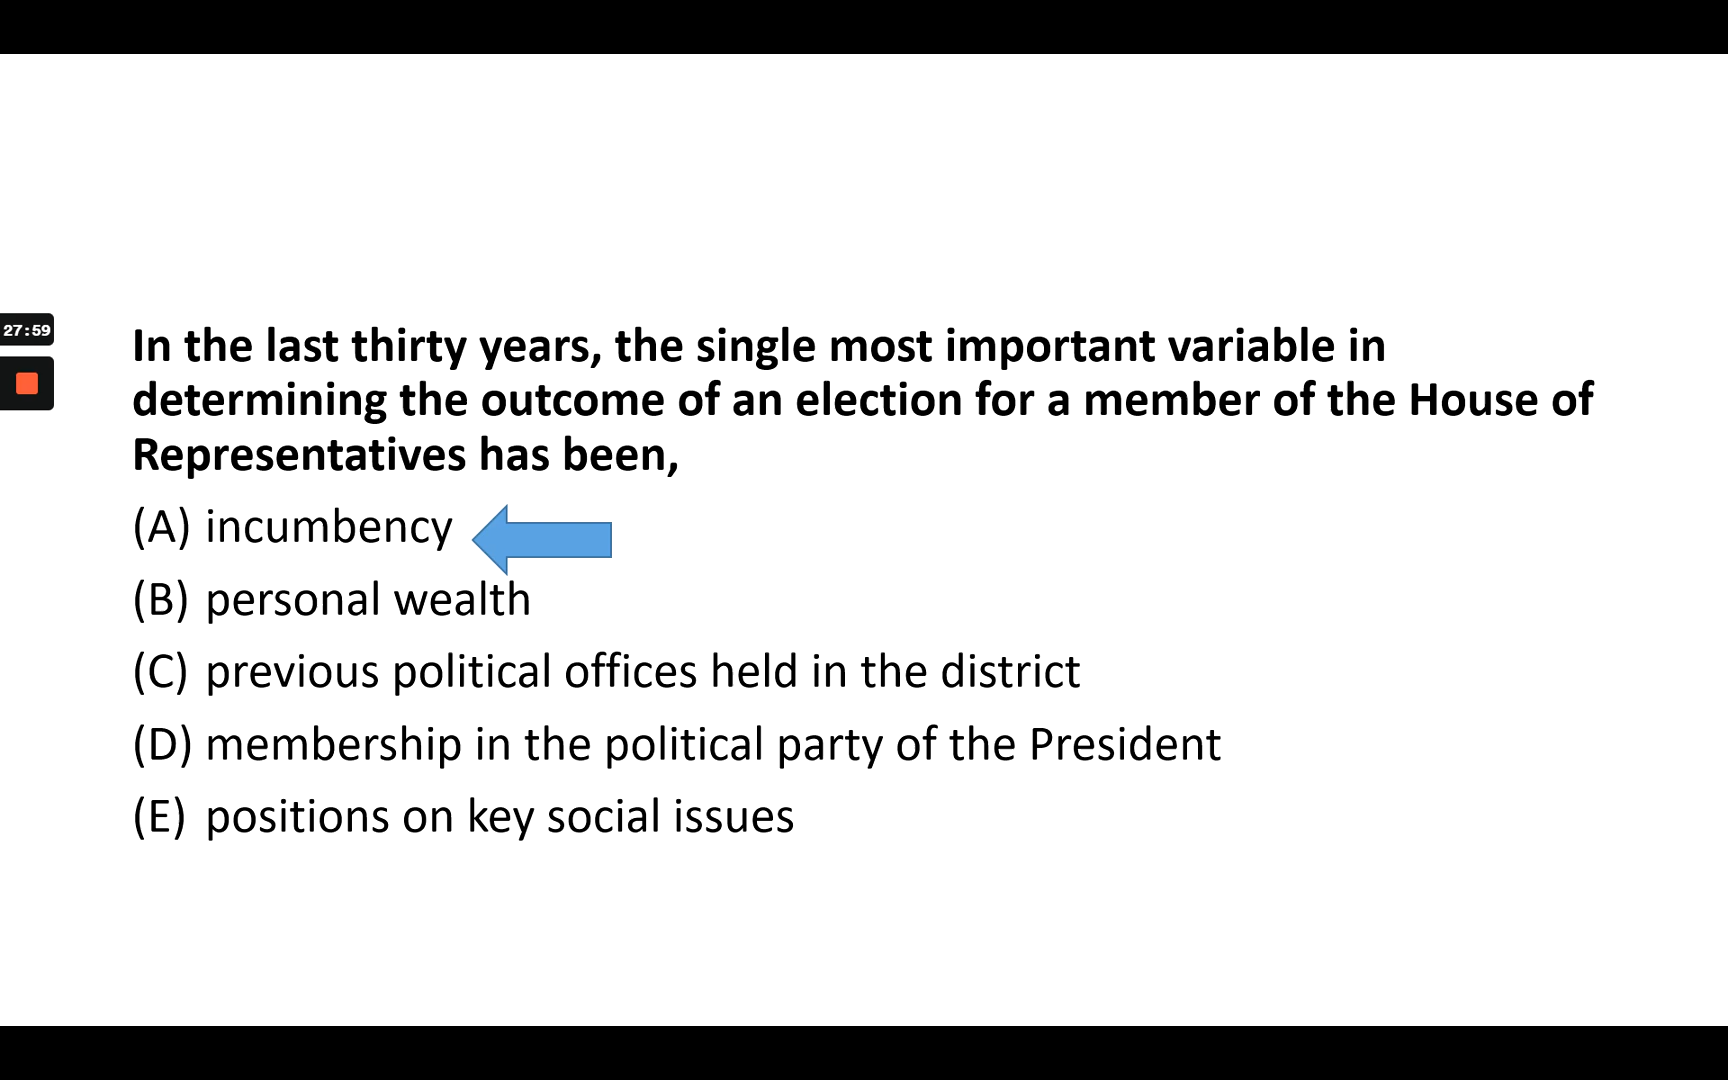 27:59
In the last thirty years, the single most important variable in
determining the outcome of an election for a member of the House of
Representatives has been,
(A) incumbency
(B) personal wealth
(C) previous political offices held in the district
(D) membership in the political party of the President
(E) positions on key social issues